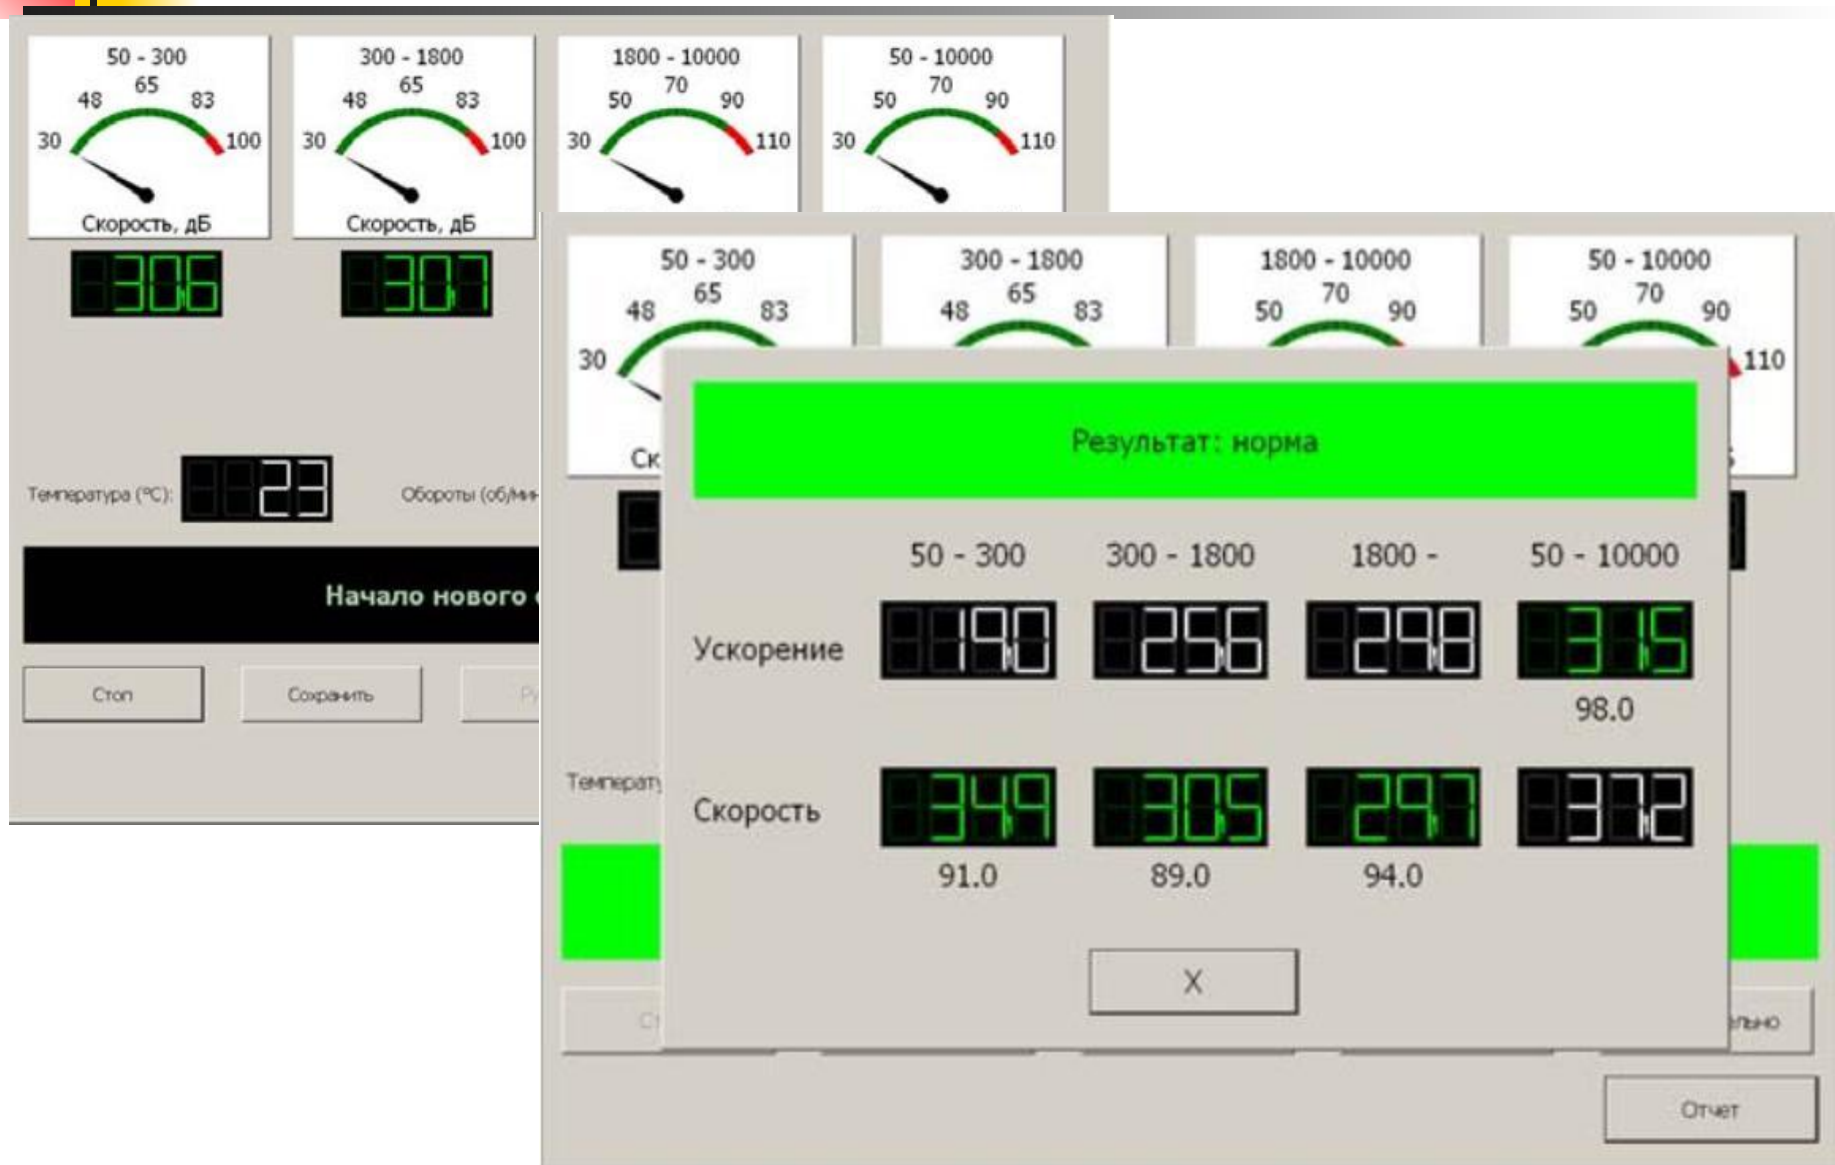 50 - 300
65
48 83
30 100
Скорость, дБ
30,6
300 - 1800
65
48 83
30 100
Скорость, дБ
30,7
1800 - 10000
70
50 90
30 110
50 - 10000
70
50 90
30 110
Температура (°C): 23
Обороты (об/мин
Начало нового
Стоп
Сохранить
50 - 300
65
48 83
30
300 - 1800
65
48 83
1800 - 10000
70
50 90
50 - 10000
70
50 90
110
Результат: норма
50 - 300 300 - 1800 1800 - 50 - 10000
Ускорение 19,0 25,6 29,8 31,5
98.0
Скорость 34,9 30,5 29,7 37,2
91.0 89.0 94.0
X
Отчет